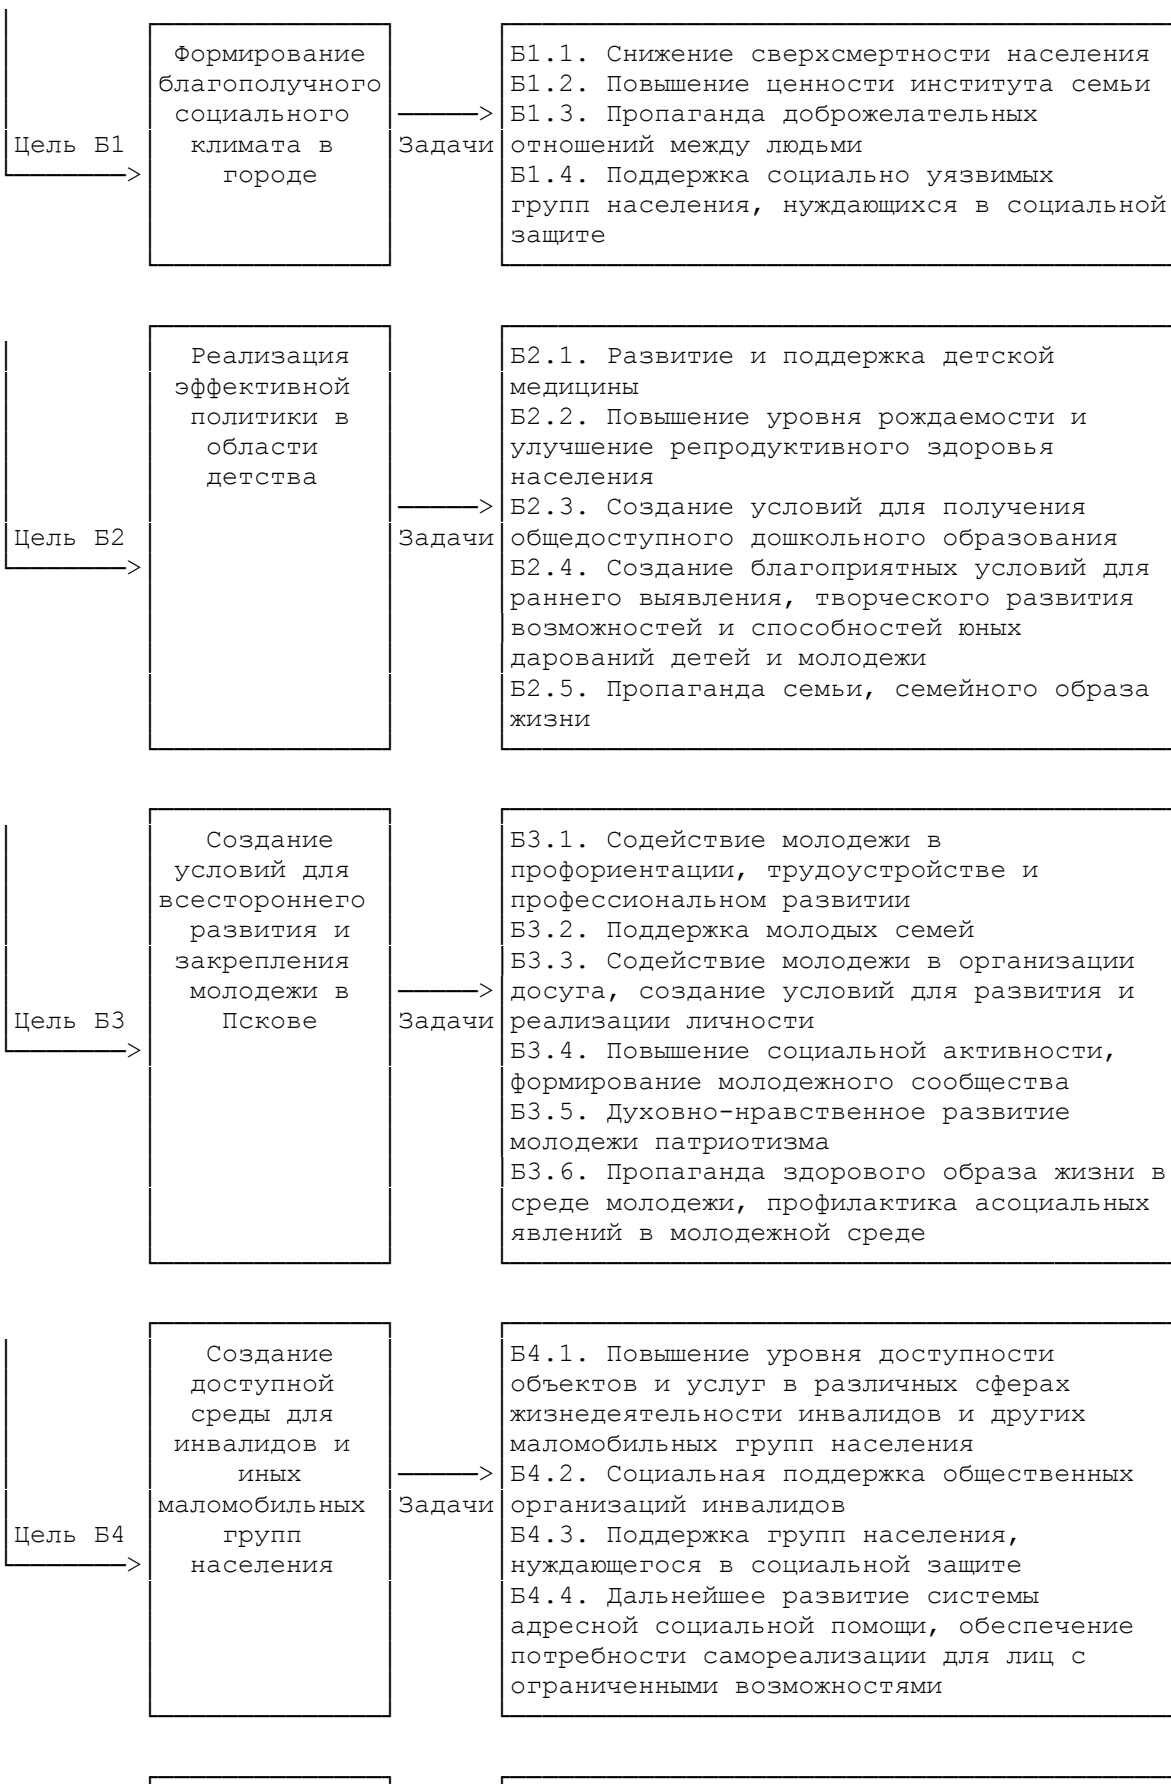 Формирование
благополучного
социального
климата в
городе
Цель Б1
Задачи
Б1.1. Снижение сверхсмертности населения
Б1.2. Повышение ценности института семьи
Б1.3. Пропаганда доброжелательных
отношений между людьми
Б1.4. Поддержка социально уязвимых
групп населения, нуждающихся в социальной
защите
Реализация
эффективной
политики в
области
детства
Цель Б2
Задачи
Б2.1. Развитие и поддержка детской
медицины
Б2.2. Повышение уровня рождаемости и
улучшение репродуктивного здоровья
населения
Б2.3. Создание условий для получения
общедоступного дошкольного образования
Б2.4. Создание благоприятных условий для
раннего выявления, творческого развития
возможностей и способностей юных
дарований детей и молодежи
Б2.5. Пропаганда семьи, семейного образа
жизни
Создание
условий для
всестороннего
развития и
закрепления
молодежи в
Пскове
Цель Б3
Задачи
Б3.1. Содействие молодежи в
профориентации, трудоустройстве и
профессиональном развитии
Б3.2. Поддержка молодых семей
Б3.3. Содействие молодежи в организации
досуга, создание условий для развития и
реализации личности
Б3.4. Повышение социальной активности,
формирование молодежного сообщества
Б3.5. Духовно-нравственное развитие
молодежи патриотизма
Б3.6. Пропаганда здорового образа жизни в
среде молодежи, профилактика асоциальных
явлений в молодежной среде
Создание
доступной
среды для
инвалидов и
иных
маломобильных
групп
населения
Цель Б4
Задачи
Б4.1. Повышение уровня доступности
объектов и услуг в различных сферах
жизнедеятельности инвалидов и других
маломобильных групп населения
Б4.2. Социальная поддержка общественных
организаций инвалидов
Б4.3. Поддержка групп населения,
нуждающегося в социальной защите
Б4.4. Дальнейшее развитие системы
адресной социальной помощи, обеспечение
потребности самореализации для лиц с
ограниченными возможностями